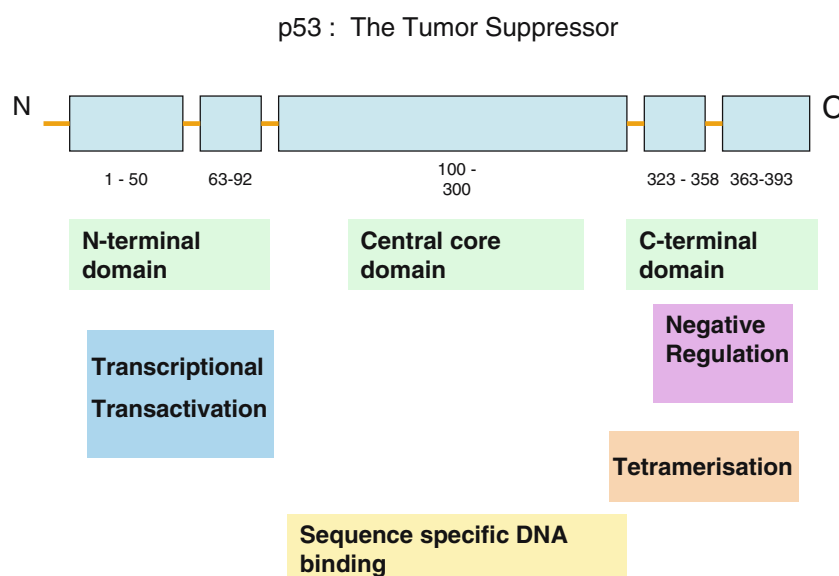 p53 : The Tumor Suppressor
N
C
1 - 50
63-92
100 -
300
323 - 358
363-393
N-terminal
domain
Central core
domain
C-terminal
domain
Negative
Regulation
Transcriptional
Transactivation
Tetramerisation
Sequence specific DNA
binding